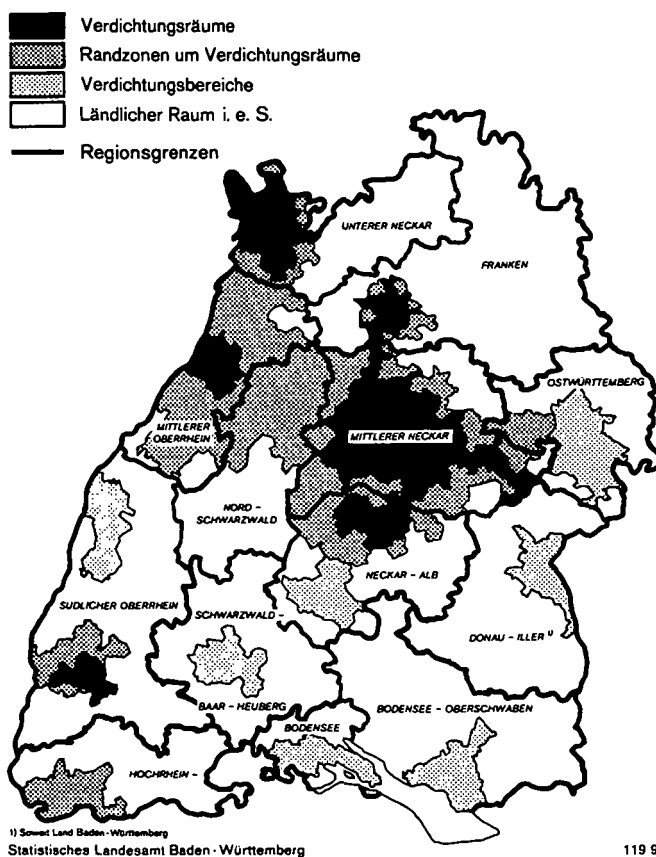 Verdichtungsräume
Randzonen um Verdichtungsräume
Verdichtungsbereiche
Ländlicher Raum i. e. S.
Regionsgrenzen
UNTERER NECKAR
FRANKEN
OSTWÜRTTEMBERG
MITTLERER
OBERRHEIN
MITTLERER NECKAR
NORD -
SCHWARZWALD
NECKAR - ALB
SÜDLICHER OBERRHEIN
SCHWARZWALD -
DONAU - ILLER 1)
BAAR - HEUBERG
BODENSEE - OBERSCHWABEN
BODENSEE
HOCHRHEIN -
1) Soweit Land Baden-Württemberg
Statistisches Landesamt Baden-Württemberg
119 9